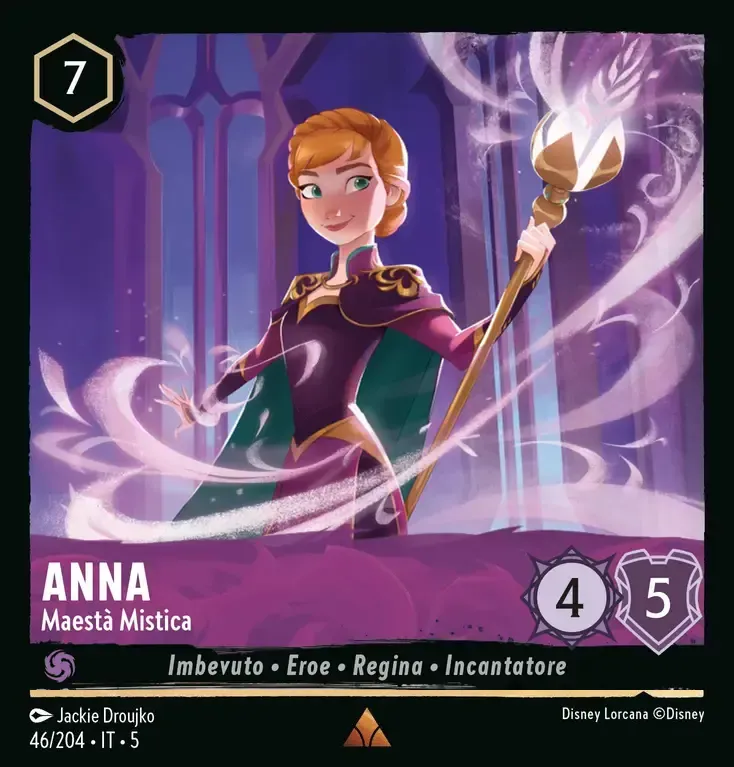 7
ANNA
Maestà Mistica
4 5
Imbevuto • Eroe • Regina • Incantatore
Jackie Droujko
Disney Lorcana ©Disney
46/204 • IT • 5